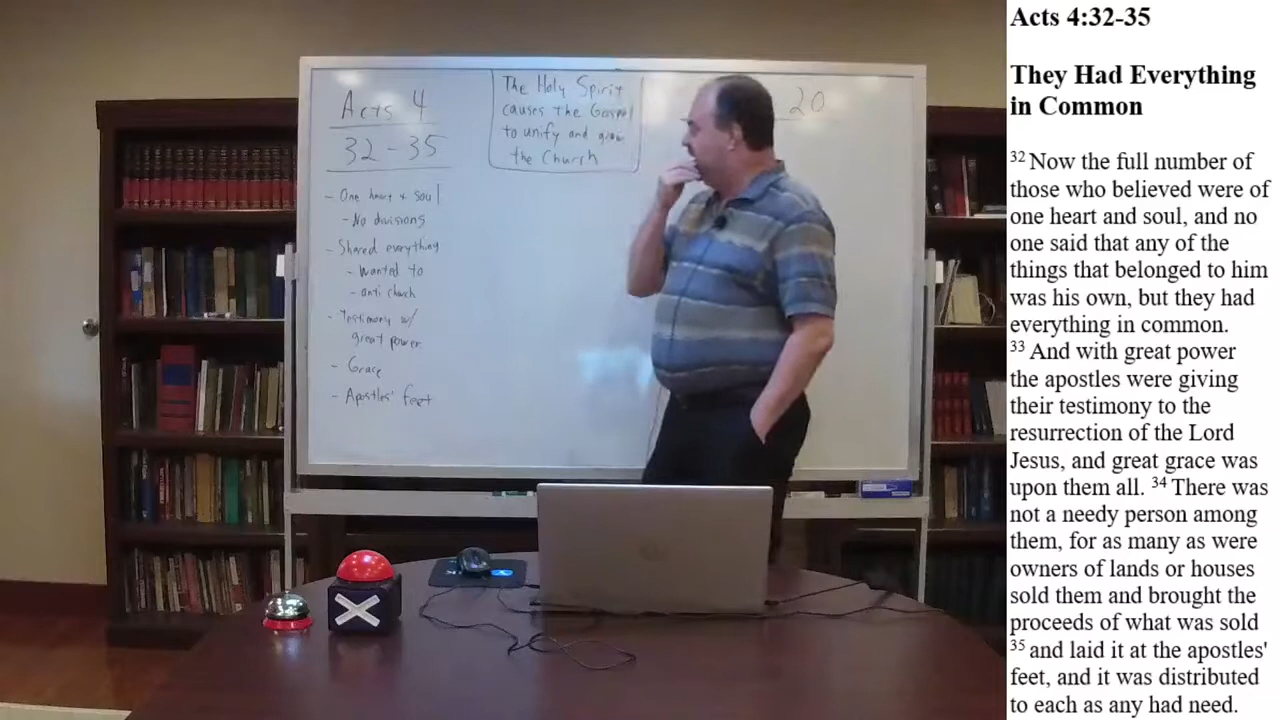 Acts 4
32-35
- One heart & soul
- No divisions
- Shared everything
- Wanted to
- anti church
- Testimony w/
great power
- Grace
- Apostles' feet
The Holy Spirit
causes the Gospel
to unify and grow
the Church
20
Acts 4:32-35
They Had Everything
in Common
32 Now the full number of
those who believed were of
one heart and soul, and no
one said that any of the
things that belonged to him
was his own, but they had
everything in common.
33 And with great power
the apostles were giving
their testimony to the
resurrection of the Lord
Jesus, and great grace was
upon them all. 34 There was
not a needy person among
them, for as many as were
owners of lands or houses
sold them and brought the
proceeds of what was sold
35 and laid it at the apostles'
feet, and it was distributed
to each as any had need.